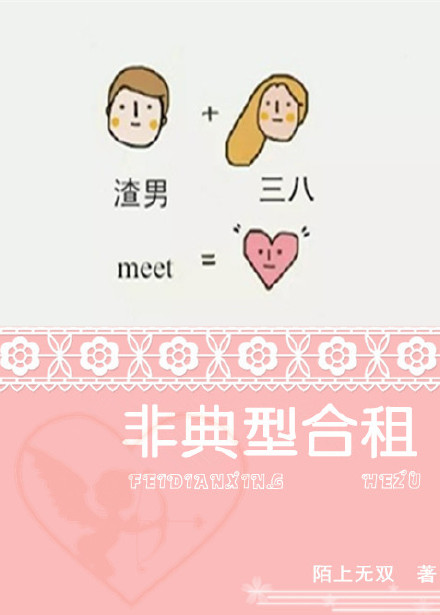 +
渣男 三八
meet =
非典型合租
FEIDIANXING HEZU
陌上无双 著